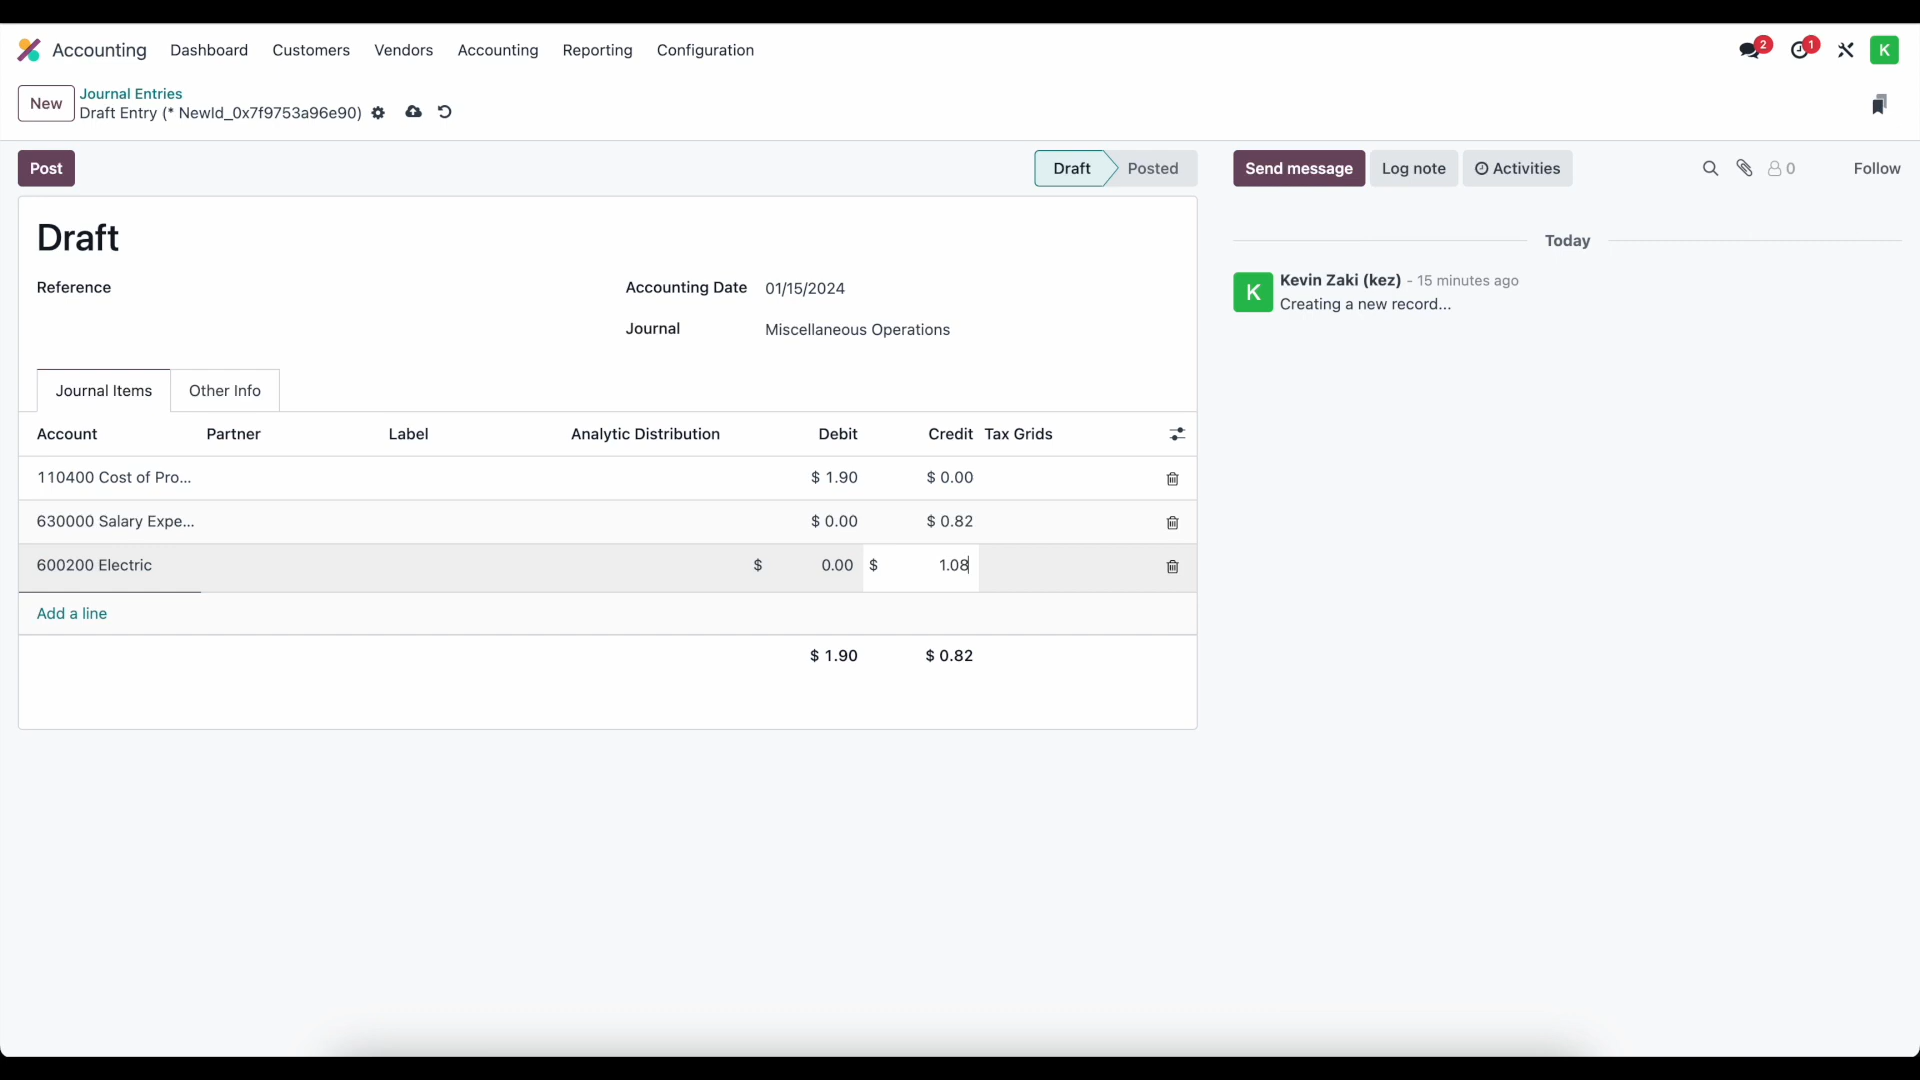 Accounting Dashboard Customers Vendors Accounting Reporting Configuration 2 1 K
New Journal Entries
Draft Entry (* NewId_0x7f9753a96e90)
Post Draft Posted Send message Log note Activities 0 Follow
Draft
Today
Reference Accounting Date 01/15/2024
K Kevin Zaki (kez) - 15 minutes ago
Creating a new record...
Journal Miscellaneous Operations
Journal Items Other Info
Account Partner Label Analytic Distribution Debit Credit Tax Grids
110400 Cost of Pro... $ 1.90 $ 0.00
630000 Salary Expe... $ 0.00 $ 0.82
600200 Electric $ 0.00 $ 1.08
Add a line
$ 1.90 $ 0.82